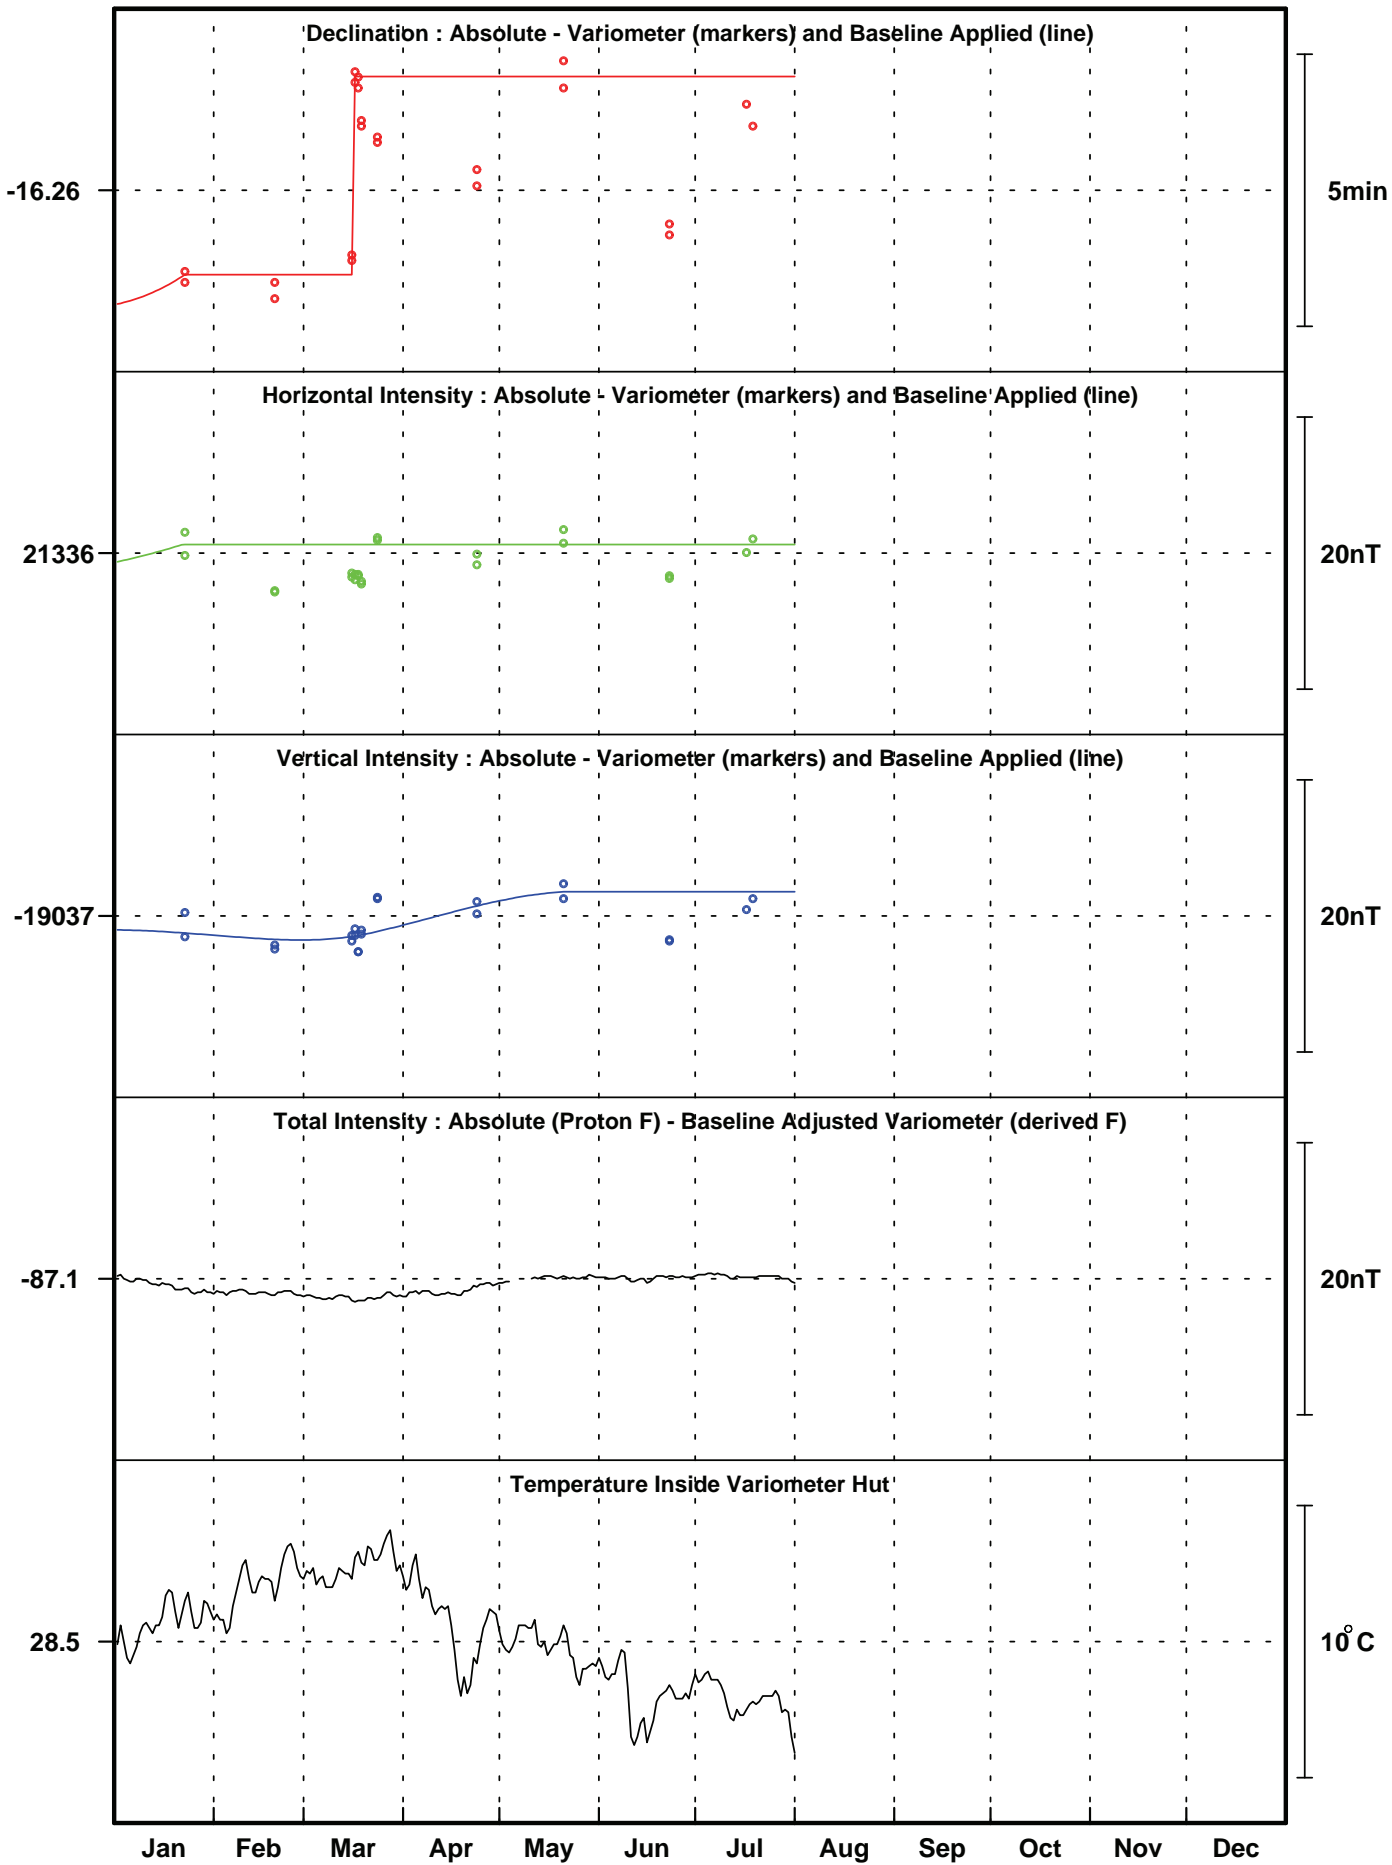 Declination : Absolute - Variometer (markers) and Baseline Applied (line)
-16.26
5min
Horizontal Intensity : Absolute - Variometer (markers) and Baseline Applied (line)
21336
20nT
Vertical Intensity : Absolute - Variometer (markers) and Baseline Applied (line)
-19037
20nT
Total Intensity : Absolute (Proton F) - Baseline Adjusted Variometer (derived F)
-87.1
20nT
Temperature Inside Variometer Hut
28.5
10°C
Jan Feb Mar Apr May Jun Jul Aug Sep Oct Nov Dec